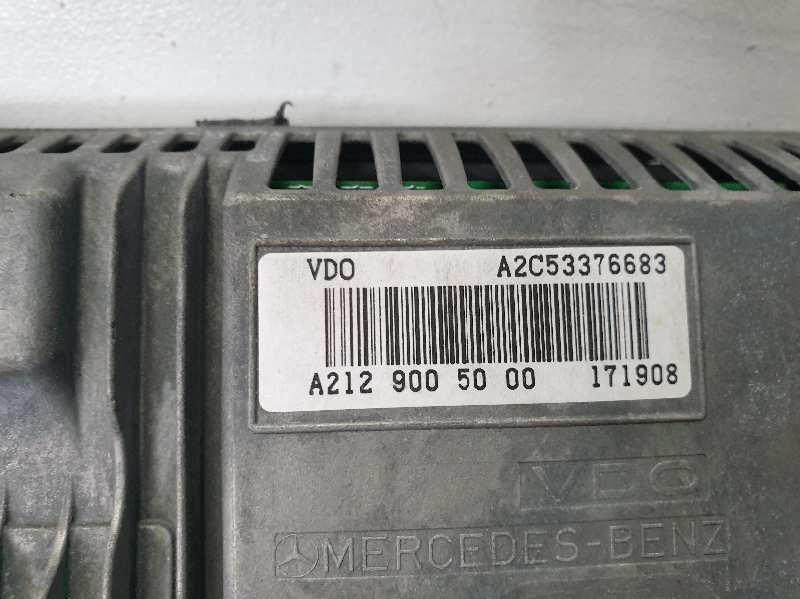 VDO A2C53376683
A212 900 50 00 171908
VDO
MERCEDES-BENZ